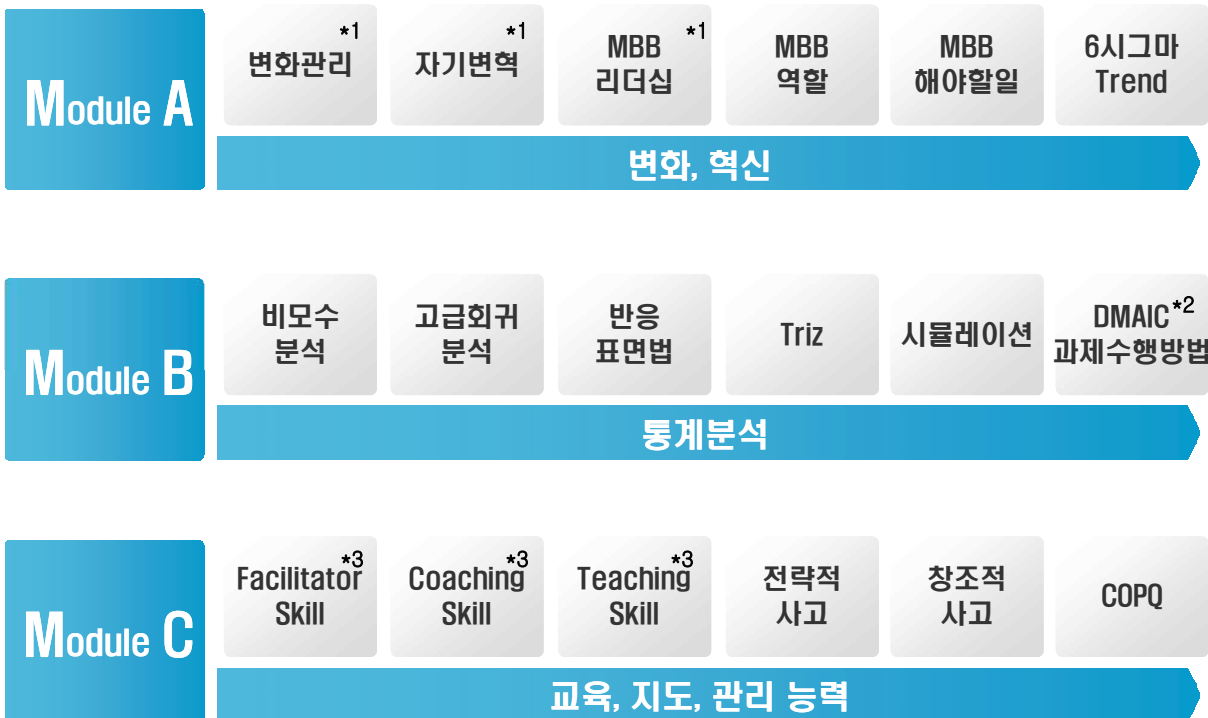 Module A
변화관리 *1
자기변혁 *1
MBB *1
리더십
MBB
역할
MBB
해야할일
6시그마
Trend
변화, 혁신
Module B
비모수
분석
고급회귀
분석
반응
표면법
Triz
시뮬레이션
DMAIC*2
과제수행방법
통계분석
Module C
Facilitator*3
Skill
Coaching*3
Skill
Teaching*3
Skill
전략적
사고
창조적
사고
COPQ
교육, 지도, 관리 능력